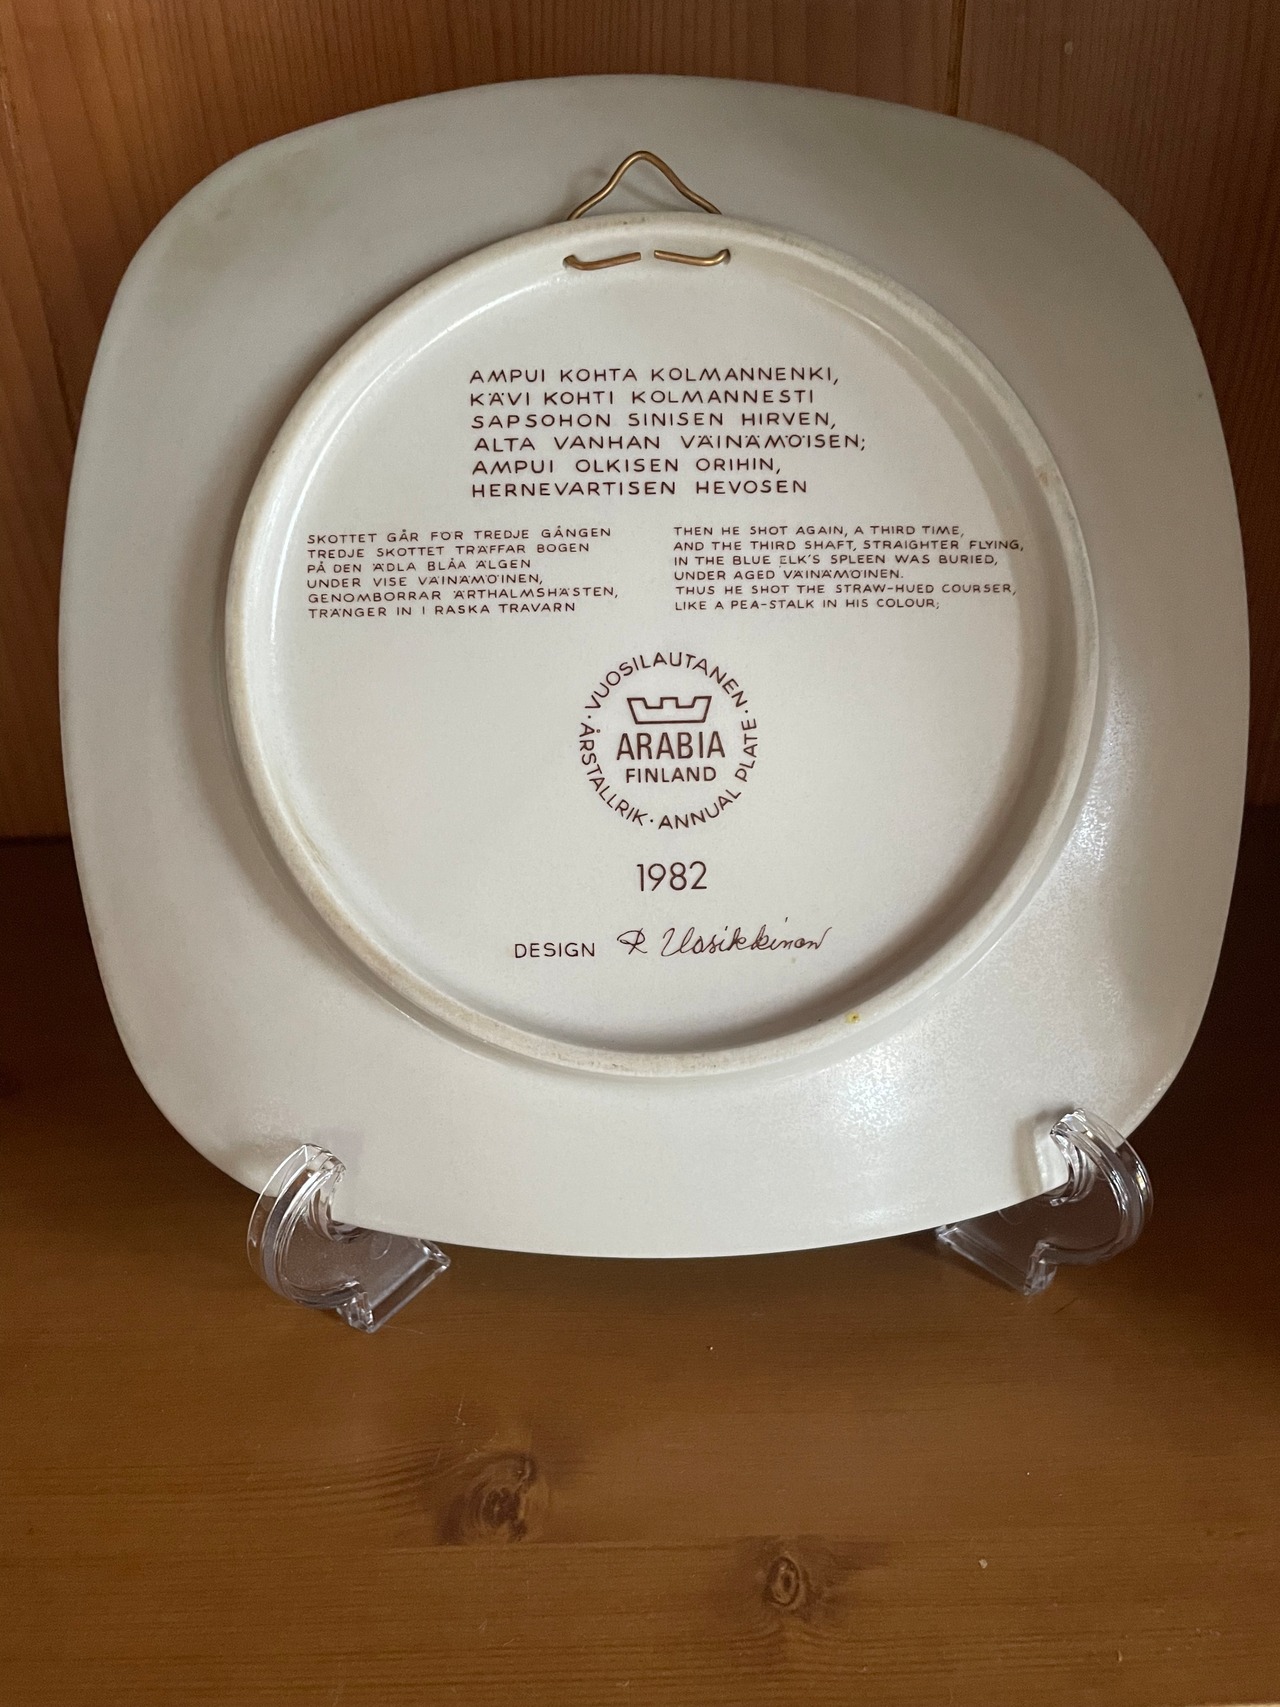 AMPUI KOHTA KOLMANNENKI,
KÄVI KOHTI KOLMANNESTI
SAPSOHON SINISEN HIRVEN,
ALTA VANHAN VÄINÄMÖISEN;
AMPUI OLKISEN ORIHIN,
HERNEVARTISEN HEVOSEN
SKOTTET GÅR FÖR TREDJE GÅNGEN
TREDJE SKOTTET TRÄFFAR BOGEN
PÅ DEN ÄDLA BLÅA ÄLGEN
UNDER VISE VÄINÄMÖINEN,
GENOMBORRAR ÄRTHALMSHÄSTEN,
TRÄNGER IN I RASKA TRAVARN
THEN HE SHOT AGAIN, A THIRD TIME,
AND THE THIRD SHAFT, STRAIGHTER FLYING,
IN THE BLUE ELK'S SPLEEN WAS BURIED,
UNDER AGED VÄINÄMÖINEN.
THUS HE SHOT THE STRAW-HUED COURSER,
LIKE A PEA-STALK IN HIS COLOUR;
· VUOSILAUTANEN · ANNUAL PLATE · ÅRSTALLRIK
ARABIA
FINLAND
1982
DESIGN R Uosikkinen